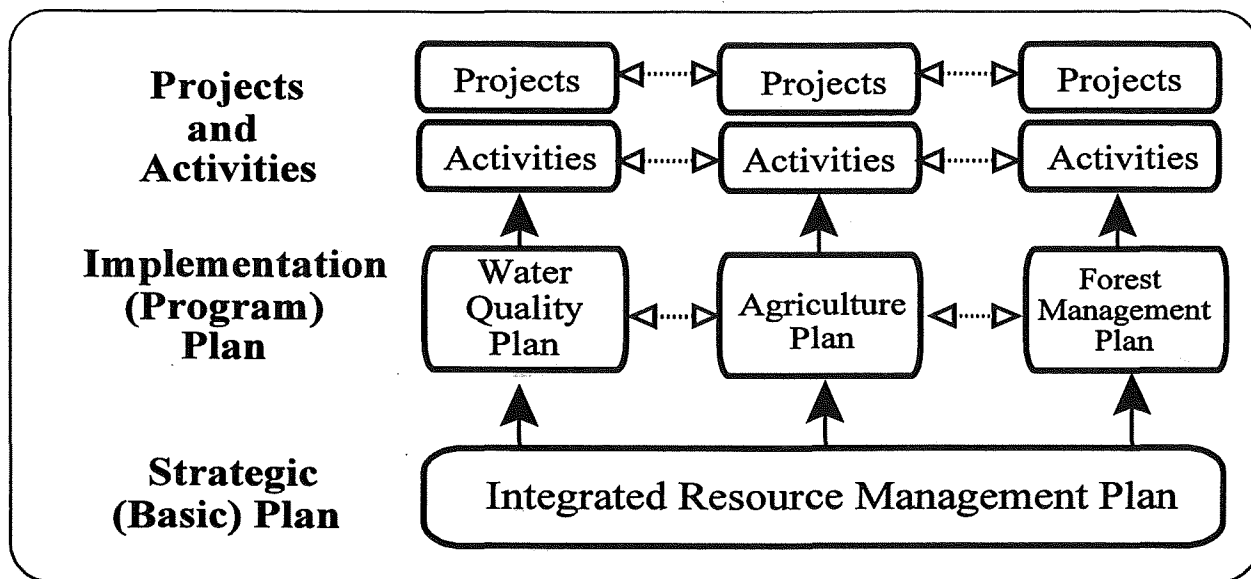 Projects
and
Activities
Projects
Projects
Projects
Activities
Activities
Activities
Implementation
(Program)
Plan
Water
Quality
Plan
Agriculture
Plan
Forest
Management
Plan
Strategic
(Basic) Plan
Integrated Resource Management Plan